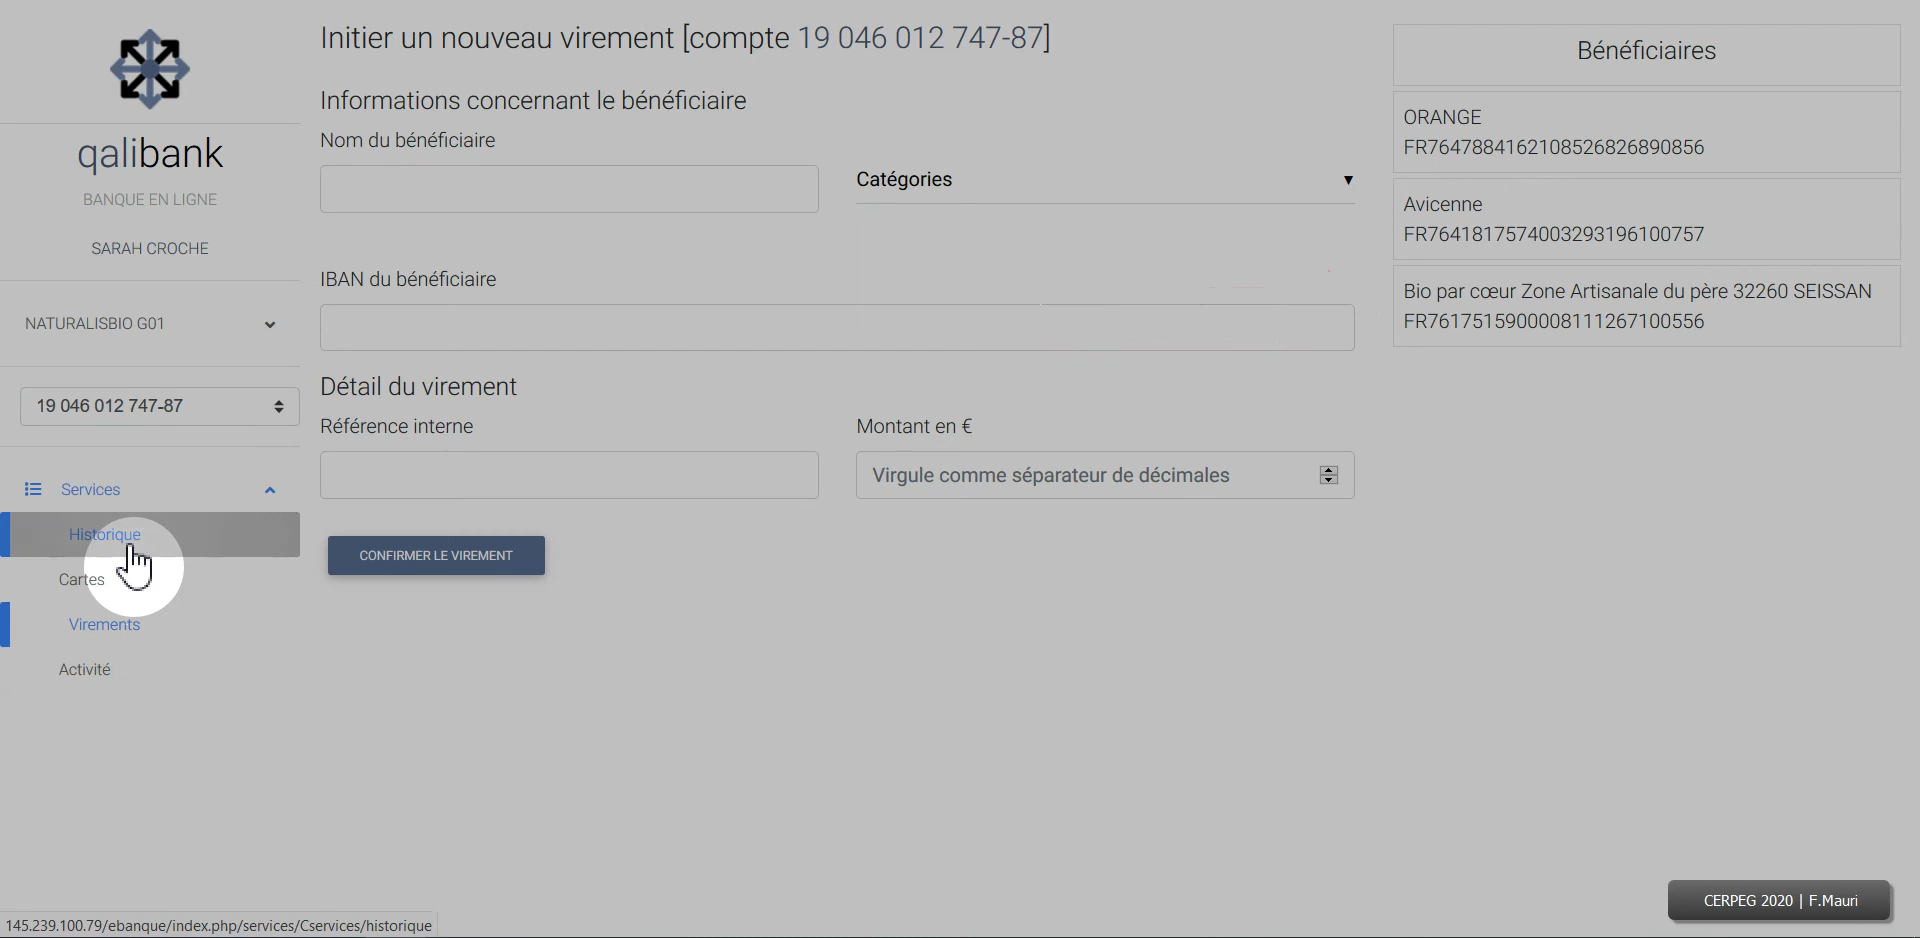 qalibank
BANQUE EN LIGNE
SARAH CROCHE
NATURALISBIO G01
19 046 012 747-87
Services
Historique
Cartes
Virements
Activité
Initier un nouveau virement [compte 19 046 012 747-87]
Informations concernant le bénéficiaire
Nom du bénéficiaire
Catégories
IBAN du bénéficiaire
Détail du virement
Référence interne
Montant en €
Virgule comme séparateur de décimales
CONFIRMER LE VIREMENT
Bénéficiaires
ORANGE
FR7647884162108526826890856
Avicenne
FR7641817574003293196100757
Bio par cœur Zone Artisanale du père 32260 SEISSAN
FR7617515900008111267100556
CERPEG 2020 | F.Mauri
145.239.100.79/ebanque/index.php/services/Cservices/historique